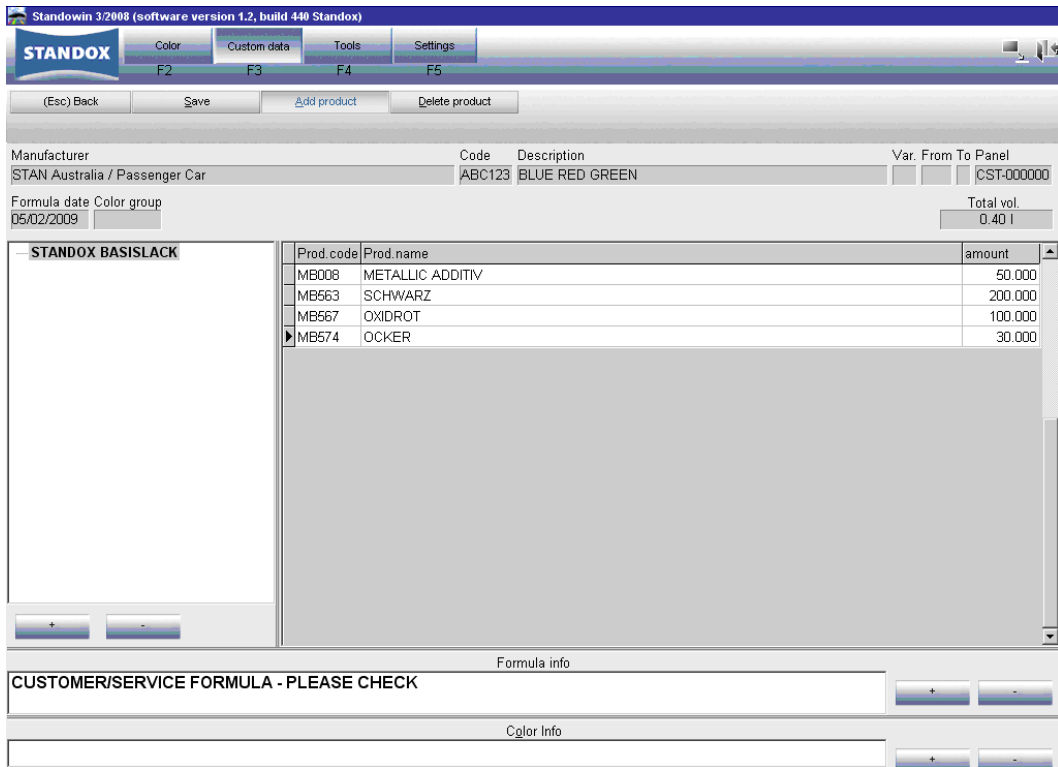 Standowin 3/2008 (software version 1.2, build 440 Standox)
STANDOX
Color Custom data Tools Settings
F2 F3 F4 F5
(Esc) Back Save Add product Delete product
Manufacturer Code Description Var. From To Panel
STAN Australia / Passenger Car ABC123 BLUE RED GREEN CST-000000
Formula date Color group Total vol.
05/02/2009 0.40 l
STANDOX BASISLACK
Prod.code Prod.name amount
MB008 METALLIC ADDITIV 50.000
MB563 SCHWARZ 200.000
MB567 OXIDROT 100.000
MB574 OCKER 30.000
+ -
Formula info
CUSTOMER/SERVICE FORMULA - PLEASE CHECK
+ -
Color Info
+ -